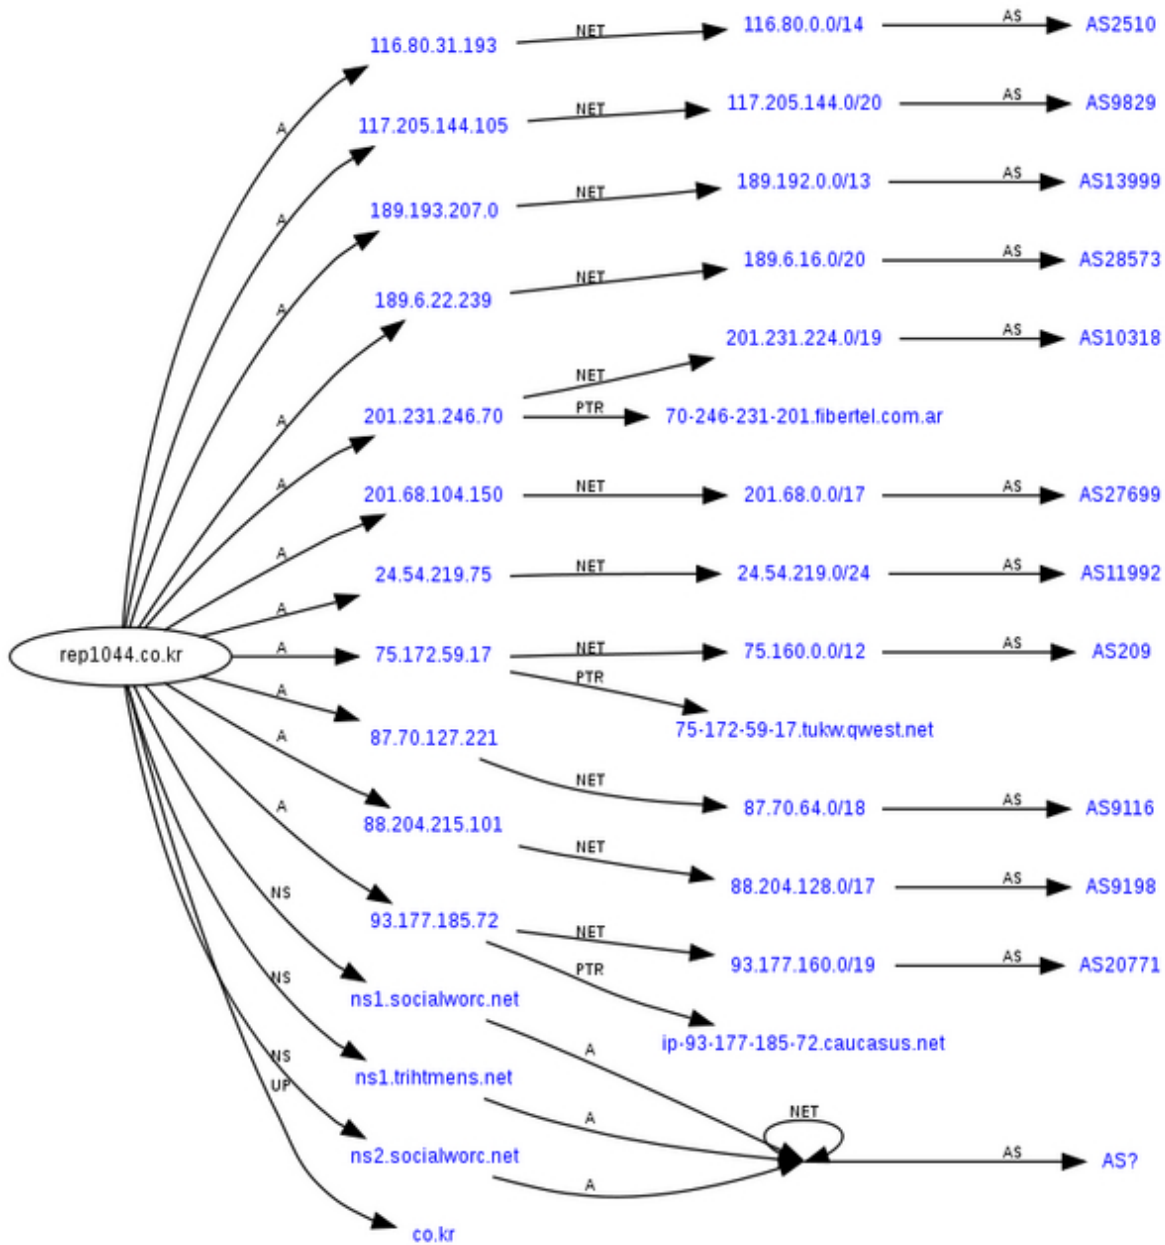 116.80.31.193 NET 116.80.0.0/14 AS AS2510
A 117.205.144.105 NET 117.205.144.0/20 AS AS9829
A 189.193.207.0 NET 189.192.0.0/13 AS AS13999
A 189.6.22.239 NET 189.6.16.0/20 AS AS28573
201.231.224.0/19 AS AS10318
NET
A 201.231.246.70 PTR 70-246-231-201.fibertel.com.ar
A 201.68.104.150 NET 201.68.0.0/17 AS AS27699
A 24.54.219.75 NET 24.54.219.0/24 AS AS11992
A
rep1044.co.kr A 75.172.59.17 NET 75.160.0.0/12 AS AS209
PTR
A 75-172-59-17.tukw.qwest.net
A 87.70.127.221 NET
87.70.64.0/18 AS AS9116
A 88.204.215.101 NET
88.204.128.0/17 AS AS9198
NS 93.177.185.72 NET
PTR 93.177.160.0/19 AS AS20771
NS ns1.socialworc.net
ip-93-177-185-72.caucasus.net
A
NS ns1.trihtmens.net
UP A NET
ns2.socialworc.net A AS AS?
co.kr